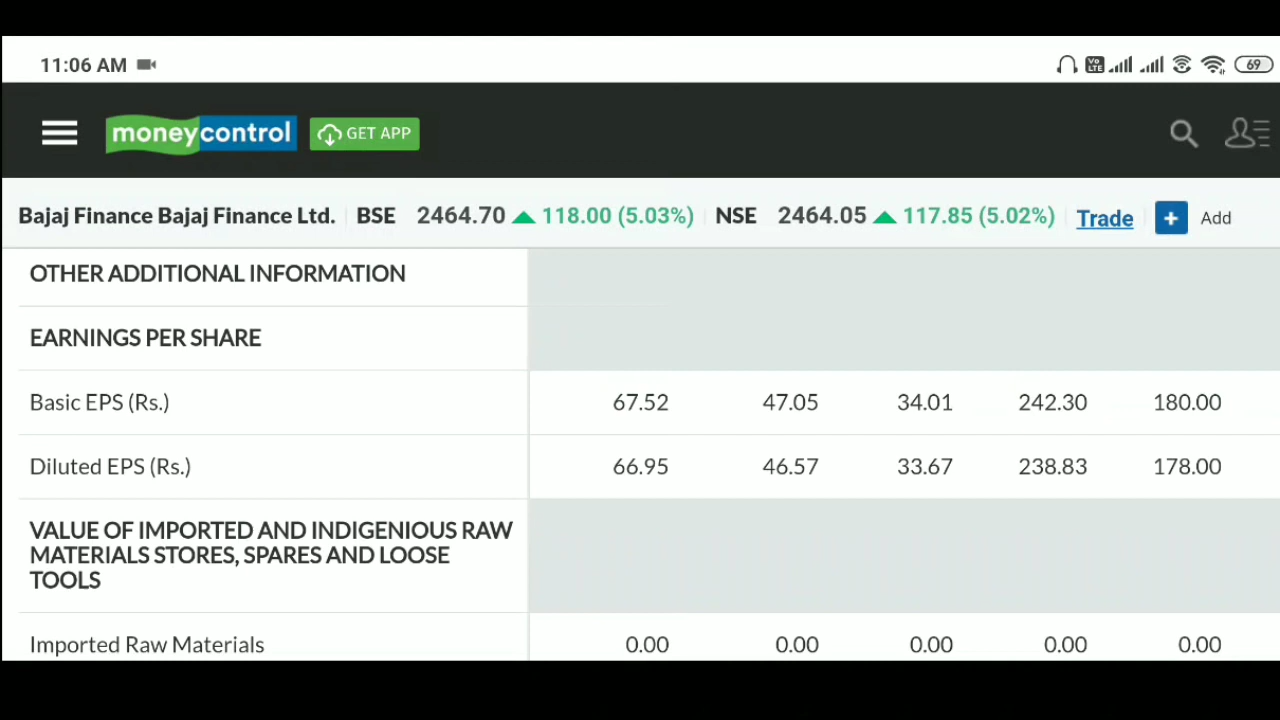 11:06 AM
Vo LTE
69
moneycontrol
GET APP
Bajaj Finance Bajaj Finance Ltd. BSE 2464.70 118.00 (5.03%) NSE 2464.05 117.85 (5.02%) Trade + Add
OTHER ADDITIONAL INFORMATION
EARNINGS PER SHARE
Basic EPS (Rs.) 67.52 47.05 34.01 242.30 180.00
Diluted EPS (Rs.) 66.95 46.57 33.67 238.83 178.00
VALUE OF IMPORTED AND INDIGENIOUS RAW
MATERIALS STORES, SPARES AND LOOSE
TOOLS
Imported Raw Materials 0.00 0.00 0.00 0.00 0.00